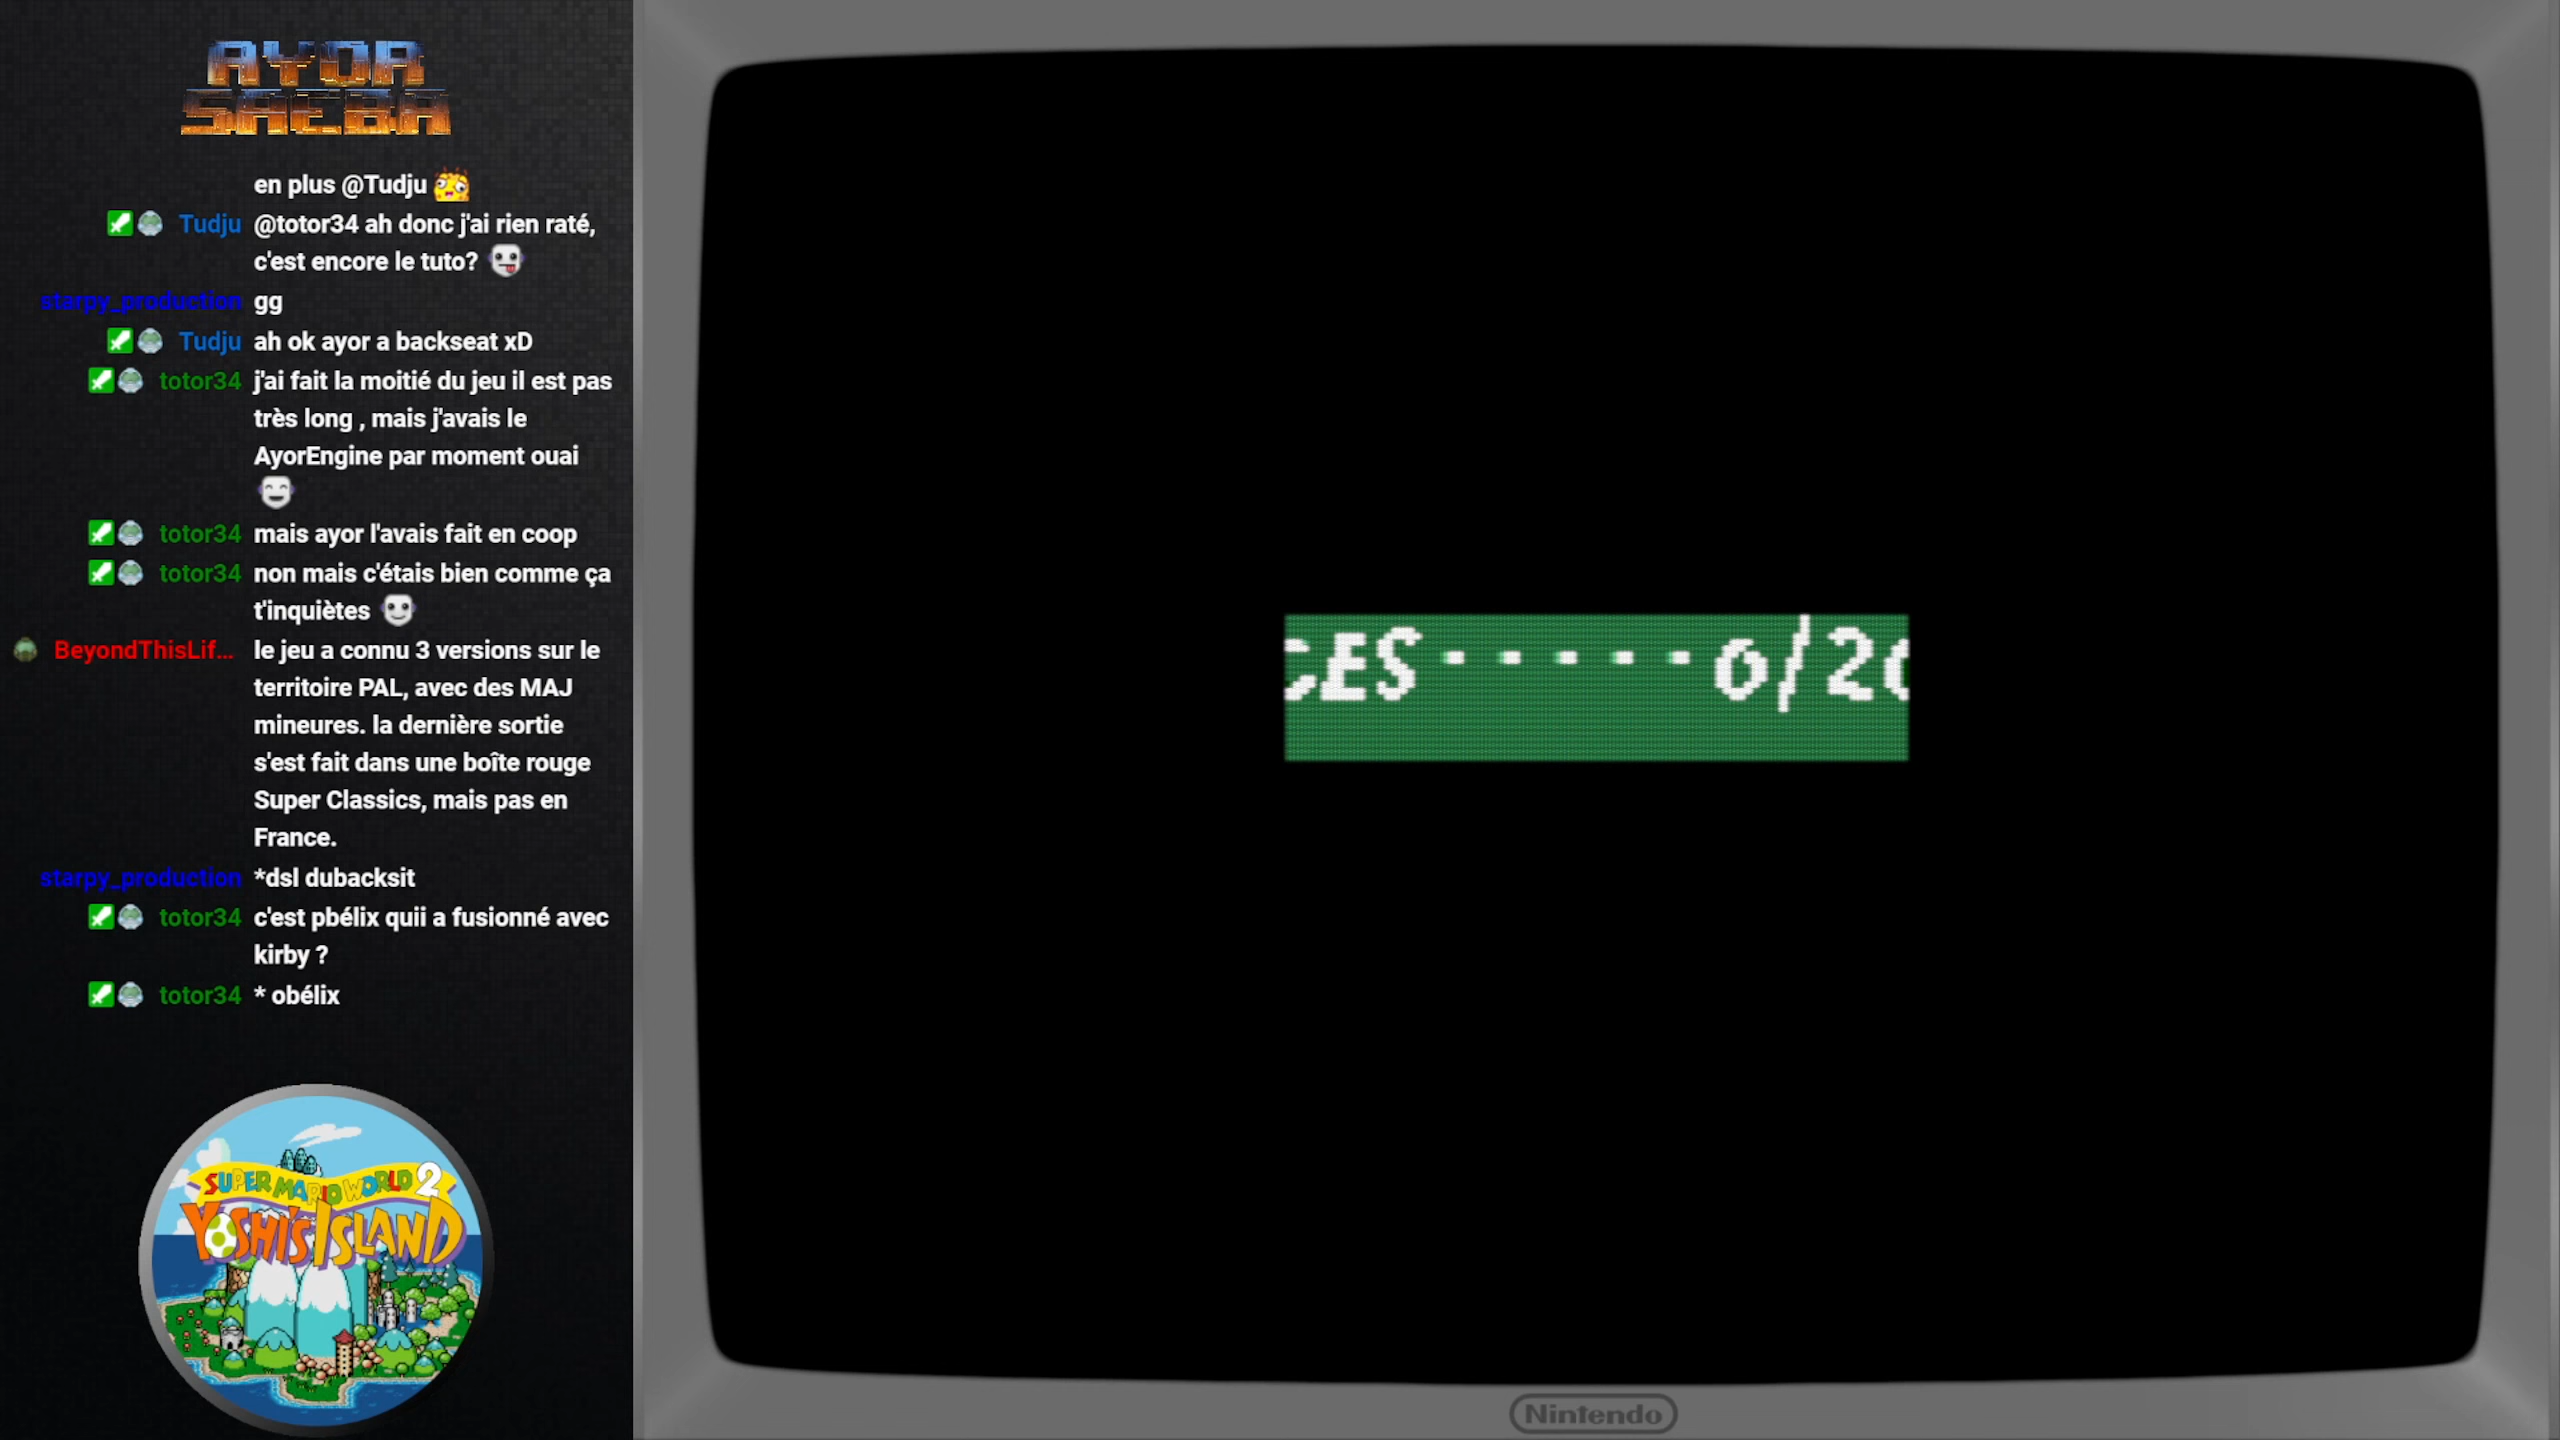 AYOR
SAEBA
en plus @Tudju
Tudju @totor34 ah donc j'ai rien raté,
c'est encore le tuto?
starpy_production gg
Tudju ah ok ayor a backseat xD
totor34 j'ai fait la moitié du jeu il est pas
très long , mais j'avais le
AyorEngine par moment ouai
totor34 mais ayor l'avais fait en coop
totor34 non mais c'étais bien comme ça
t'inquiètes
BeyondThisLif... le jeu a connu 3 versions sur le
territoire PAL, avec des MAJ
mineures. la dernière sortie
s'est fait dans une boîte rouge
Super Classics, mais pas en
France.
starpy_production *dsl dubacksit
totor34 c'est pbélix quii a fusionné avec
kirby ?
totor34 * obélix
SUPER MARIO WORLD 2
YOSHI'S ISLAND
CES-----0/20
Nintendo